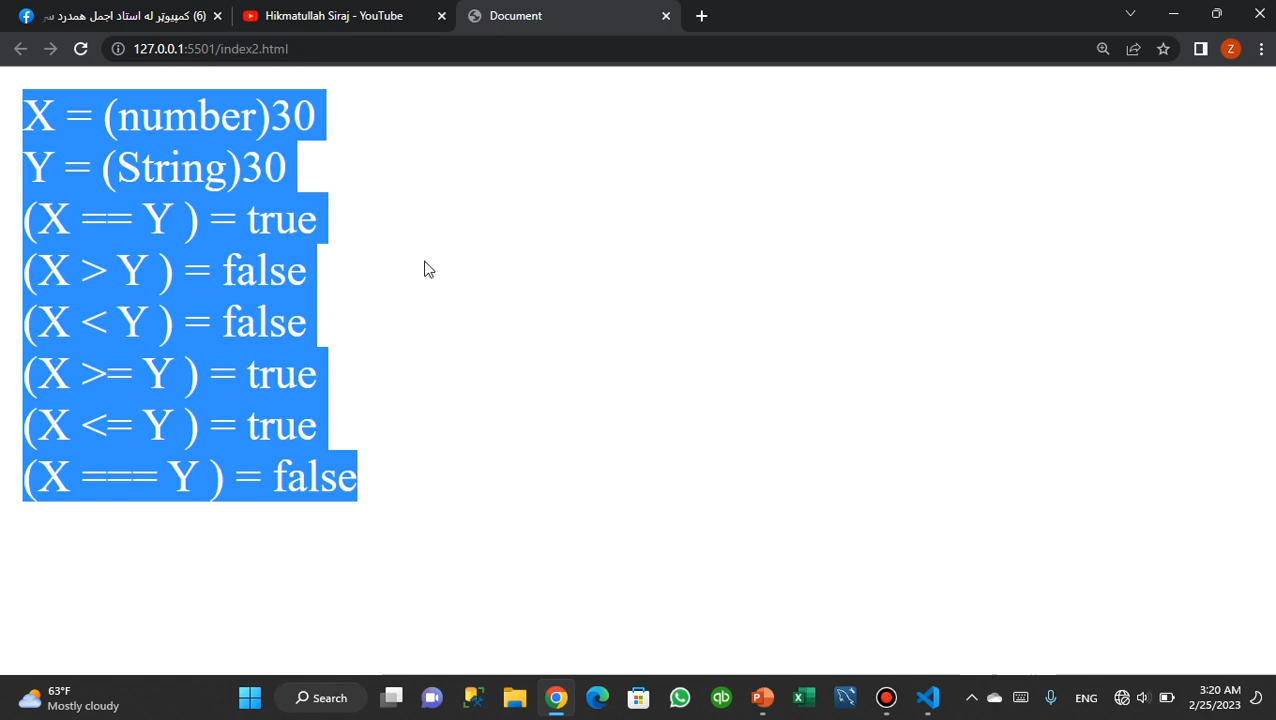 (6) کمپیوټر له استاد اجمل همدرد سر
Hikmatullah Siraj - YouTube
Document
127.0.0.1:5501/index2.html
Z
X = (number)30
Y = (String)30
(X == Y ) = true
(X > Y ) = false
(X < Y ) = false
(X >= Y ) = true
(X <= Y ) = true
(X === Y ) = false
63°F
Mostly cloudy
Search
qb
ENG
3:20 AM
2/25/2023